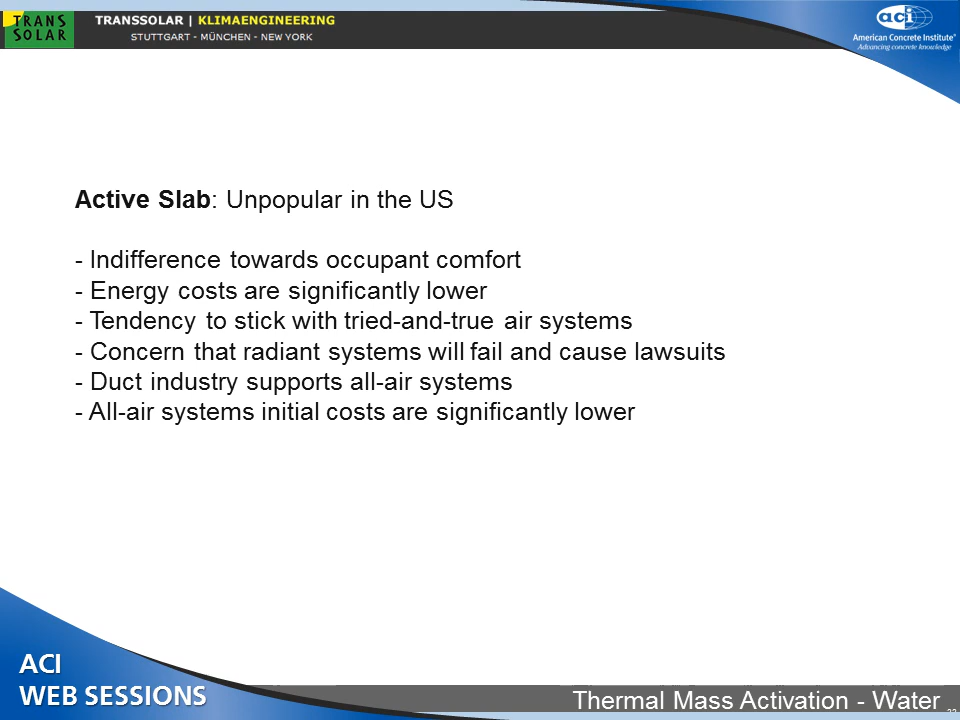 TRANS
SOLAR
TRANSSOLAR | KLIMAENGINEERING
STUTTGART - MÜNCHEN - NEW YORK
aci
American Concrete Institute®
Advancing concrete knowledge
Active Slab: Unpopular in the US
- Indifference towards occupant comfort
- Energy costs are significantly lower
- Tendency to stick with tried-and-true air systems
- Concern that radiant systems will fail and cause lawsuits
- Duct industry supports all-air systems
- All-air systems initial costs are significantly lower
ACI
WEB SESSIONS
Thermal Mass Activation - Water